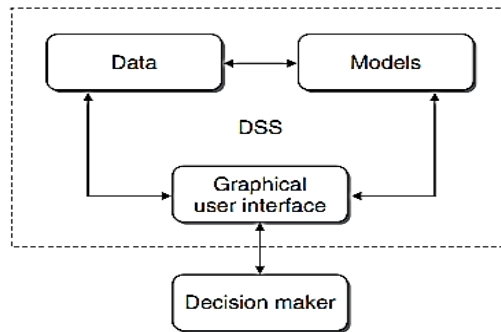 Data
Models
DSS
Graphical
user interface
Decision maker